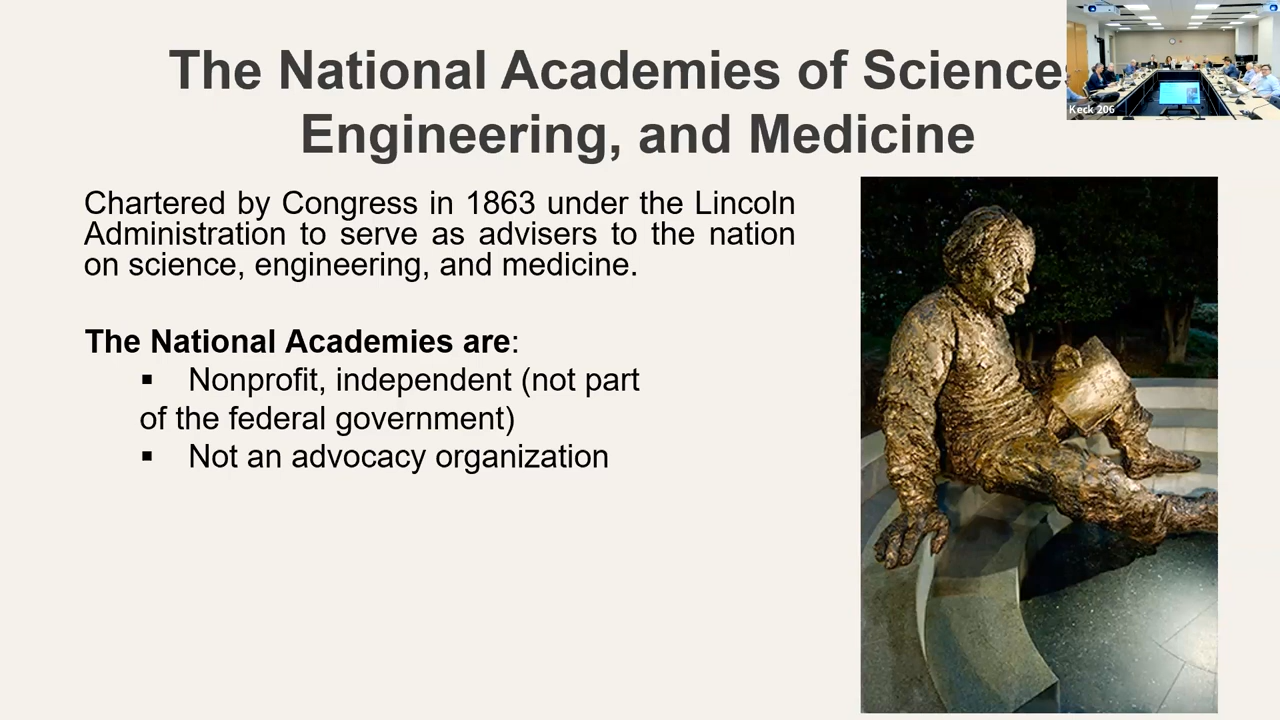 The National Academies of Science
Engineering, and Medicine
Keck 206
Chartered by Congress in 1863 under the Lincoln
Administration to serve as advisers to the nation
on science, engineering, and medicine.
The National Academies are:
▪ Nonprofit, independent (not part
of the federal government)
▪ Not an advocacy organization